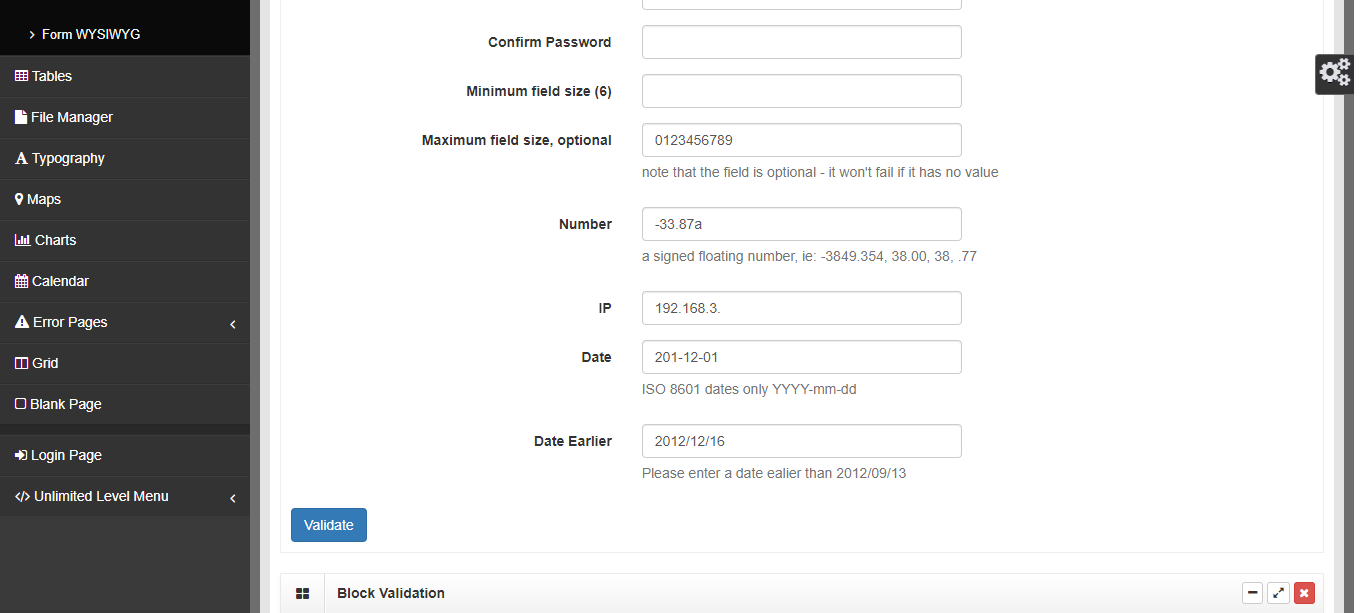 Form WYSIWYG
Tables
File Manager
Typography
Maps
Charts
Calendar
Error Pages
Grid
Blank Page
Login Page
Unlimited Level Menu
Confirm Password
Minimum field size (6)
Maximum field size, optional
0123456789
note that the field is optional - it won't fail if it has no value
Number
-33.87a
a signed floating number, ie: -3849.354, 38.00, 38, .77
IP
192.168.3.
Date
201-12-01
ISO 8601 dates only YYYY-mm-dd
Date Earlier
2012/12/16
Please enter a date ealier than 2012/09/13
Validate
Block Validation